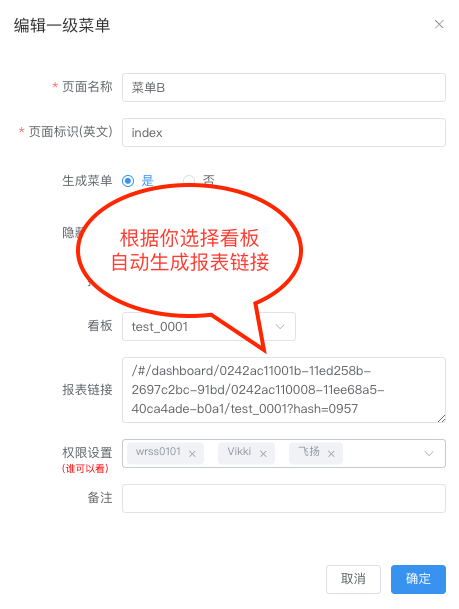 编辑一级菜单
* 页面名称 菜单B
* 页面标识(英文) index
生成菜单 是 否
根据你选择看板
自动生成报表链接
看板 test_0001
报表链接 /#/dashboard/0242ac11001b-11ed258b-
2697c2bc-91bd/0242ac110008-11ee68a5-
40ca4ade-b0a1/test_0001?hash=0957
权限设置 wrss0101 × Vikki × 飞扬 ×
(谁可以看)
备注
取消 确定